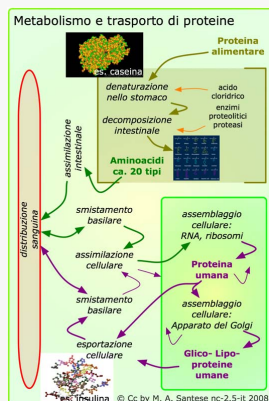 Metabolismo e trasporto di proteine
es. caseina
Proteina
alimentare
denaturazione
nello stomaco
acido
cloridrico
enzimi
proteolitici
proteasi
decomposizione
intestinale
Aminoacidi
ca. 20 tipi
assimilazione
intestinale
distribuzione
sanguina
smistamento
basilare
assimilazione
cellulare
assemblaggio
cellulare:
RNA, ribosomi
Proteina
umana
smistamento
basilare
assemblaggio
cellulare:
Apparato del Golgi
esportazione
cellulare
Glico- Lipo-
proteine
umane
es. insulina
© Cc by M. A. Santese nc-2.5-it 2008